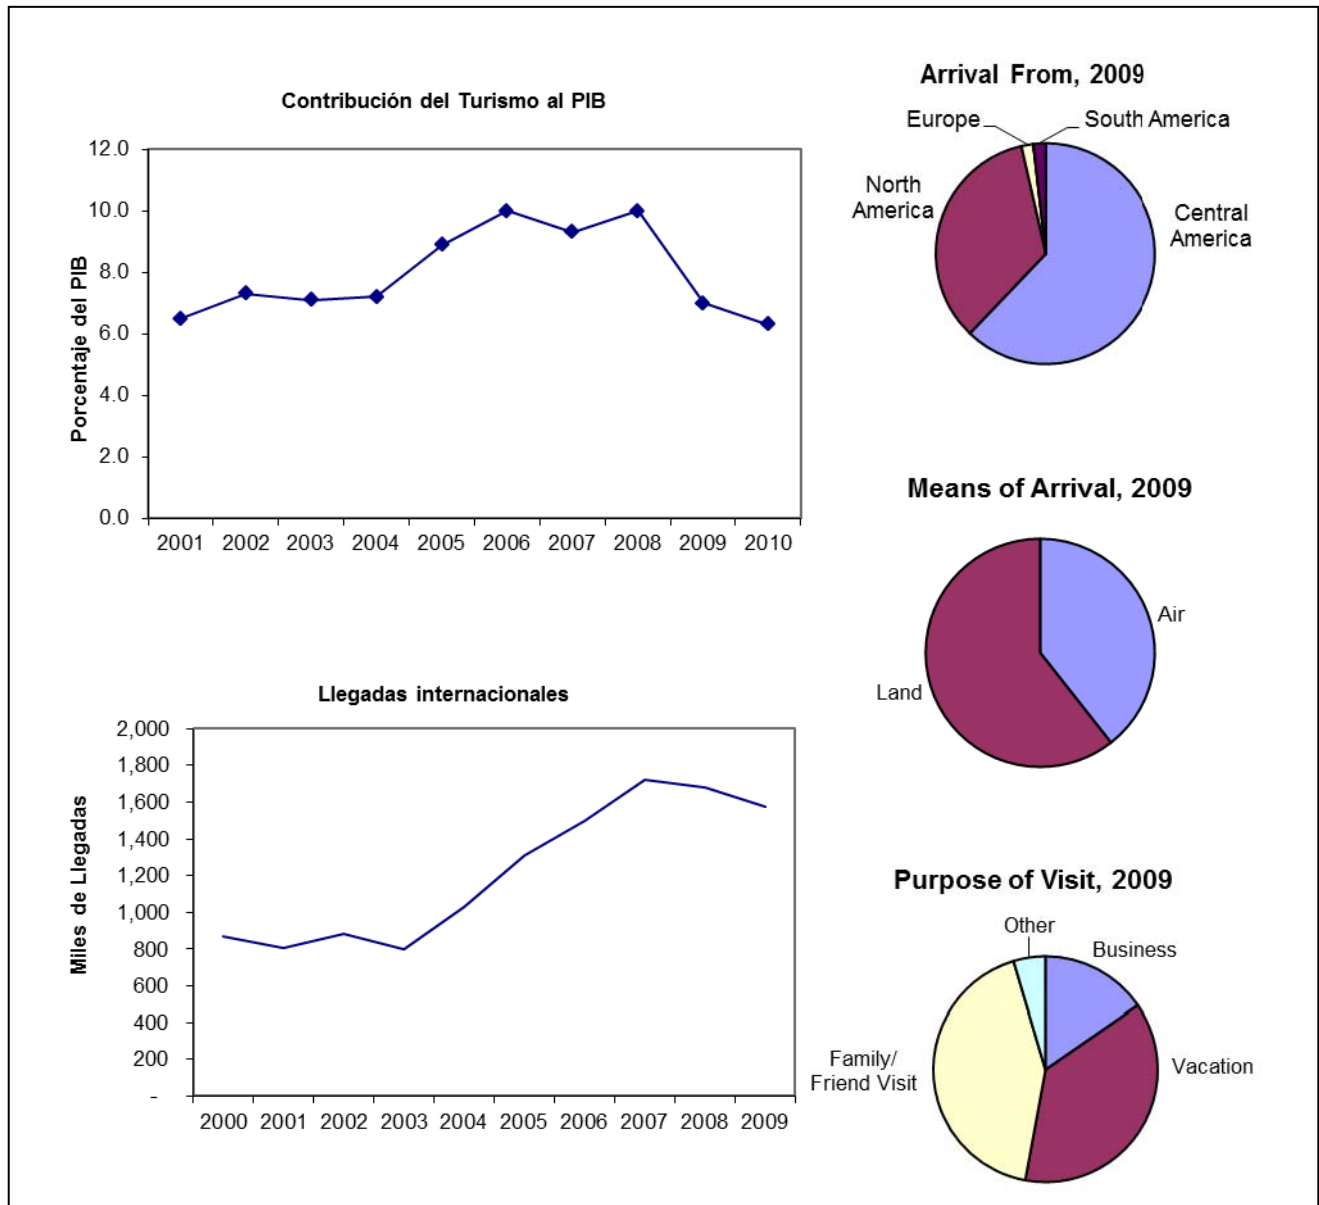 Contribución del Turismo al PIB
Porcentaje del PIB
12.0
10.0
8.0
6.0
4.0
2.0
0.0
2001 2002 2003 2004 2005 2006 2007 2008 2009 2010
Llegadas internacionales
Miles de Llegadas
2,000
1,800
1,600
1,400
1,200
1,000
800
600
400
200
-
2000 2001 2002 2003 2004 2005 2006 2007 2008 2009
Arrival From, 2009
Europe
South America
North
America
Central
America
Means of Arrival, 2009
Air
Land
Purpose of Visit, 2009
Other
Business
Family/
Friend Visit
Vacation